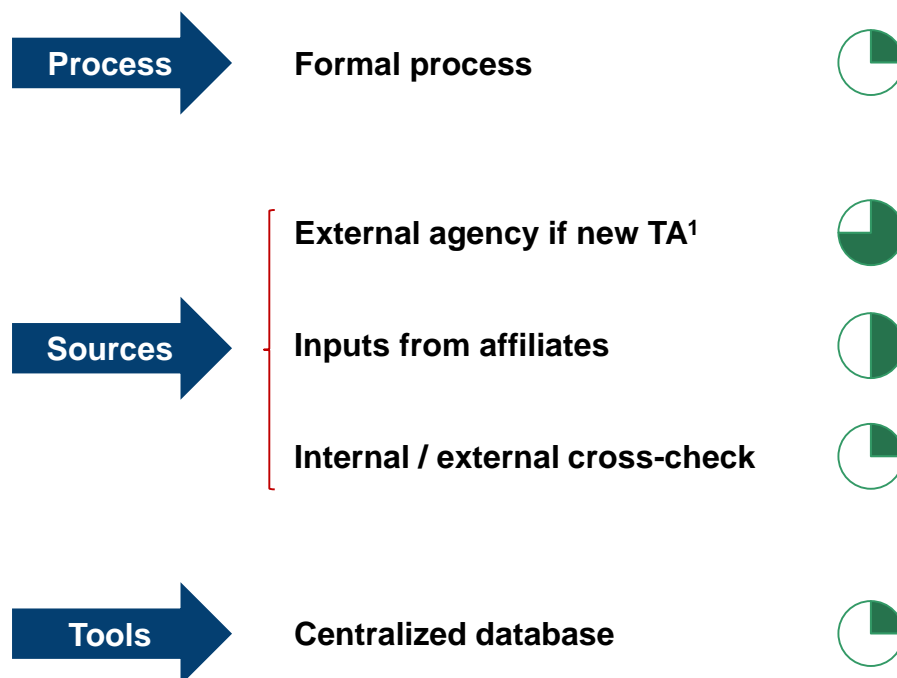 Process
Formal process
External agency if new TA¹
Sources
Inputs from affiliates
Internal / external cross-check
Tools
Centralized database